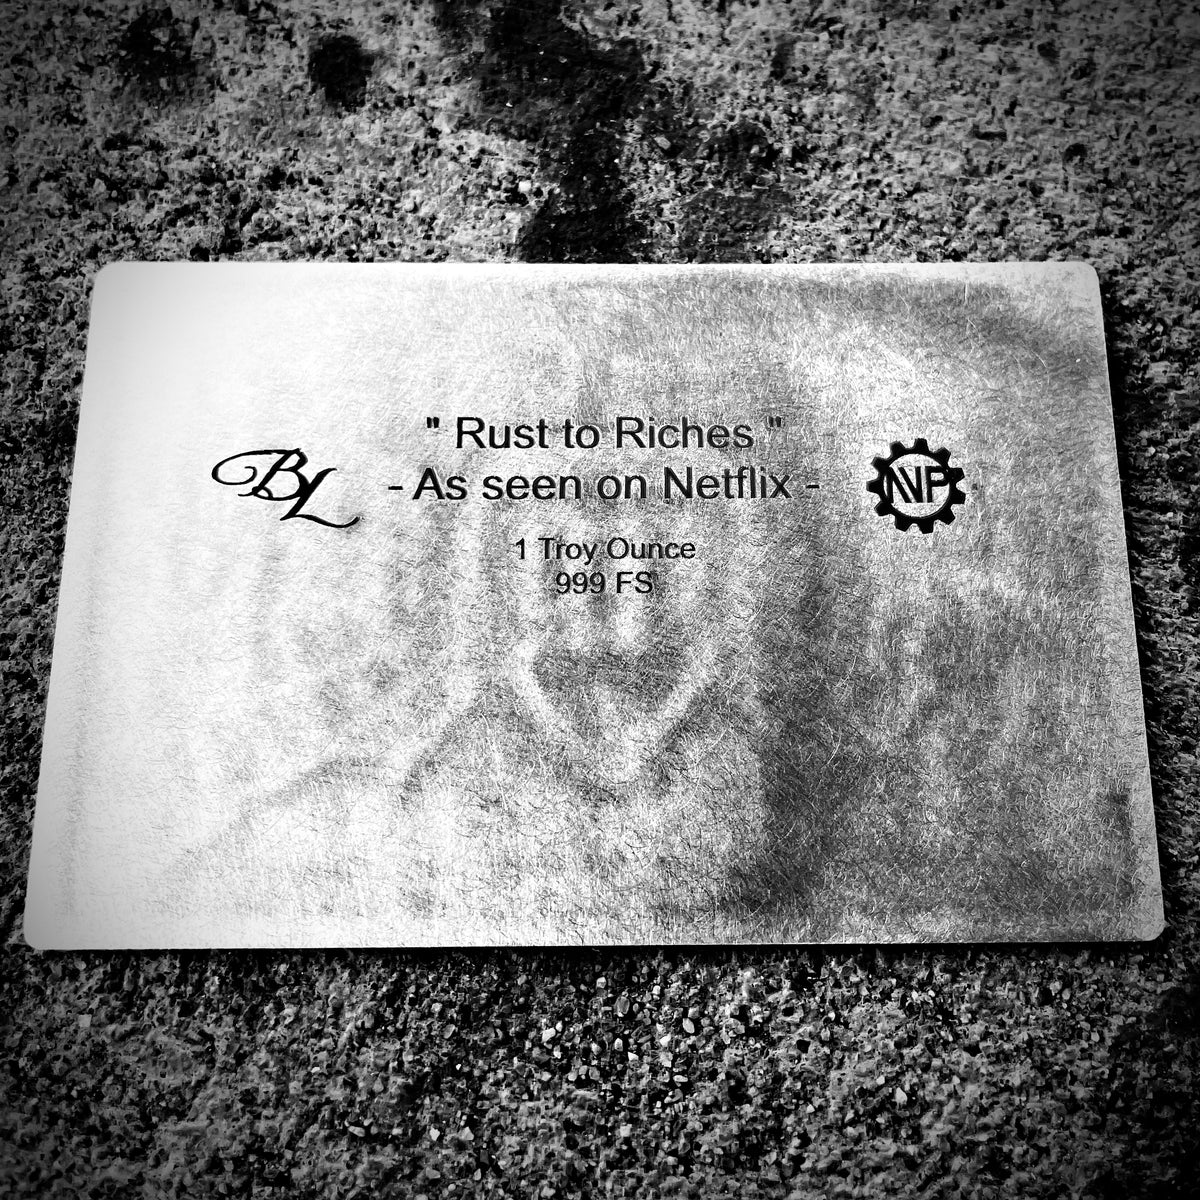 " Rust to Riches "
- As seen on Netflix -
1 Troy Ounce
999 FS
BL
NVP